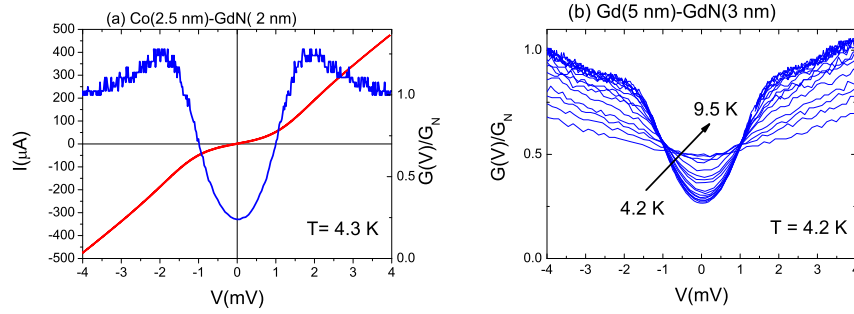 (a) Co(2.5 nm)-GdN( 2 nm)
500
400
300
200
100
0
-100
-200
-300
-400
-500
I(μA)
1.0
0.5
0.0
G(V)/G_N
T= 4.3 K
-4 -3 -2 -1 0 1 2 3 4
V(mV)
(b) Gd(5 nm)-GdN(3 nm)
1.0
0.5
0.0
G(V)/G_N
9.5 K
4.2 K
T = 4.2 K
-4 -3 -2 -1 0 1 2 3 4
V(mV)